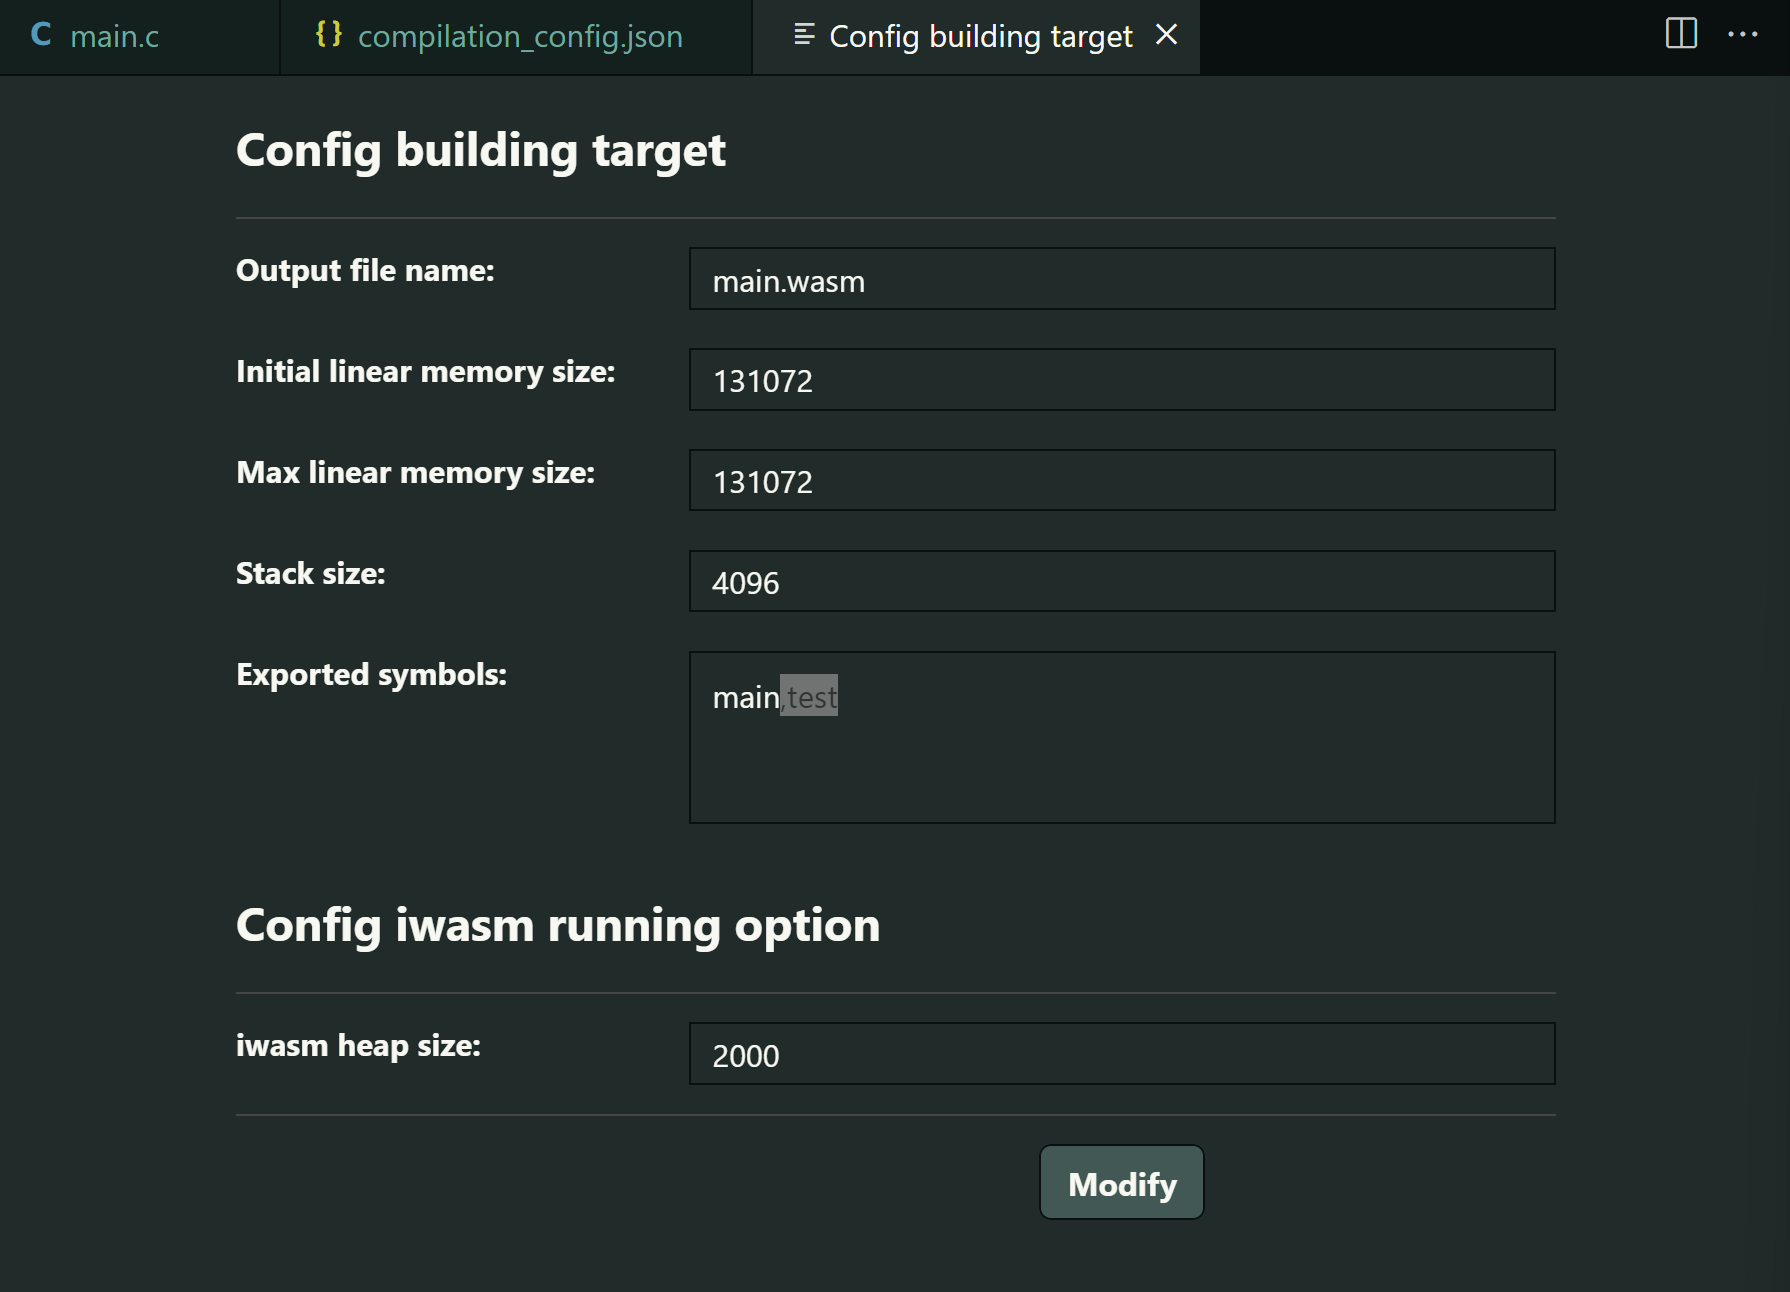 C main.c {} compilation_config.json Config building target
Config building target
Output file name: main.wasm
Initial linear memory size: 131072
Max linear memory size: 131072
Stack size: 4096
Exported symbols: main,test
Config iwasm running option
iwasm heap size: 2000
Modify